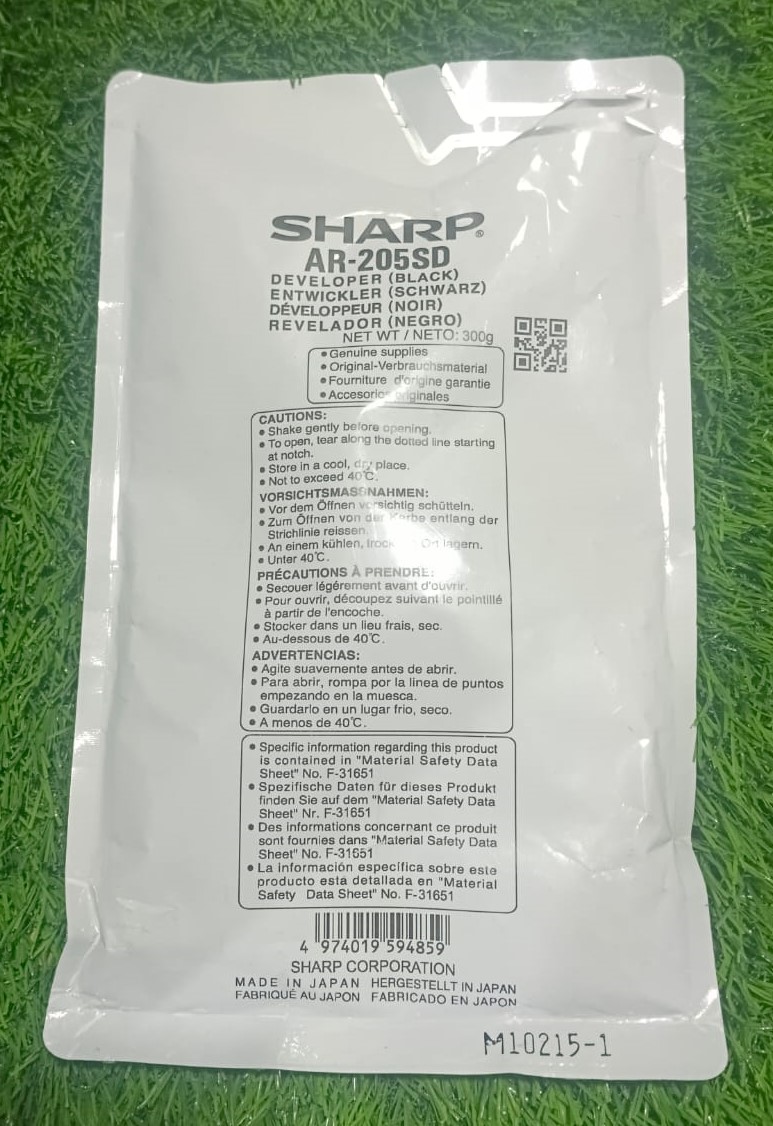 SHARP®
AR-205SD
DEVELOPER (BLACK)
ENTWICKLER (SCHWARZ)
DÉVELOPPEUR (NOIR)
REVELADOR (NEGRO)
NET WT / NETO: 300g
• Genuine supplies
• Original-Verbrauchsmaterial
• Fourniture d'origine garantie
• Accesorios originales
CAUTIONS:
• Shake gently before opening.
• To open, tear along the dotted line starting
at notch.
• Store in a cool, dry place.
• Not to exceed 40℃.
VORSICHTSMASSNAHMEN:
• Vor dem Öffnen vorsichtig schütteln.
• Zum Öffnen von der Kerbe entlang der
Strichlinie reissen.
• An einem kühlen, Ort lagern.
• Unter 40℃.
PRÉCAUTIONS À PRENDRE:
• Secouer légérement avant d'ouvrir.
• Pour ouvrir, découpez suivant le pointillé
à partir de l'encoche.
• Stocker dans un lieu frais, sec.
• Au-dessous de 40℃.
ADVERTENCIAS:
• Agite suavemente antes de abrir.
• Para abrir, rompa por la linea de puntos
empezando en la muesca.
• Guardarlo en un lugar frio, seco.
• A menos de 40℃.
• Specific information regarding this product
is contained in "Material Safety Data
Sheet" No. F-31651
• Spezifische Daten für dieses Produkt
finden Sie auf dem "Material Safety Data
Sheet" Nr. F-31651
• Des informations concernant ce produit
sont fournies dans "Material Safety Data
Sheet" No. F-31651
• La información específica sobre este
producto está detallada en "Material
Safety Data Sheet" No. F-31651
4 974019 594859
SHARP CORPORATION
MADE IN JAPAN HERGESTELLT IN JAPAN
FABRIQUÉ AU JAPON FABRICADO EN JAPON
M10215-1